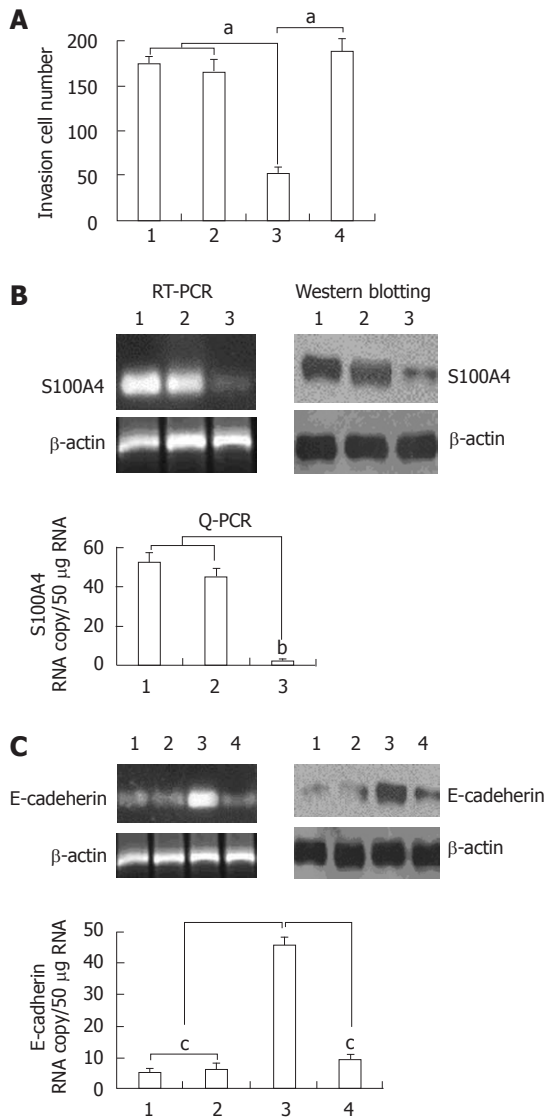 A
a
a
200
150
100
50
0
Invasion cell number
1 2 3 4
B
RT-PCR
Western blotting
1 2 3
1 2 3
S100A4
S100A4
β-actin
β-actin
Q-PCR
60
40
20
0
S100A4
RNA copy/50 μg RNA
b
1 2 3
C
1 2 3 4
1 2 3 4
E-cadeherin
E-cadeherin
β-actin
β-actin
50
40
30
20
10
0
E-cadherin
RNA copy/50 μg RNA
c
c
1 2 3 4